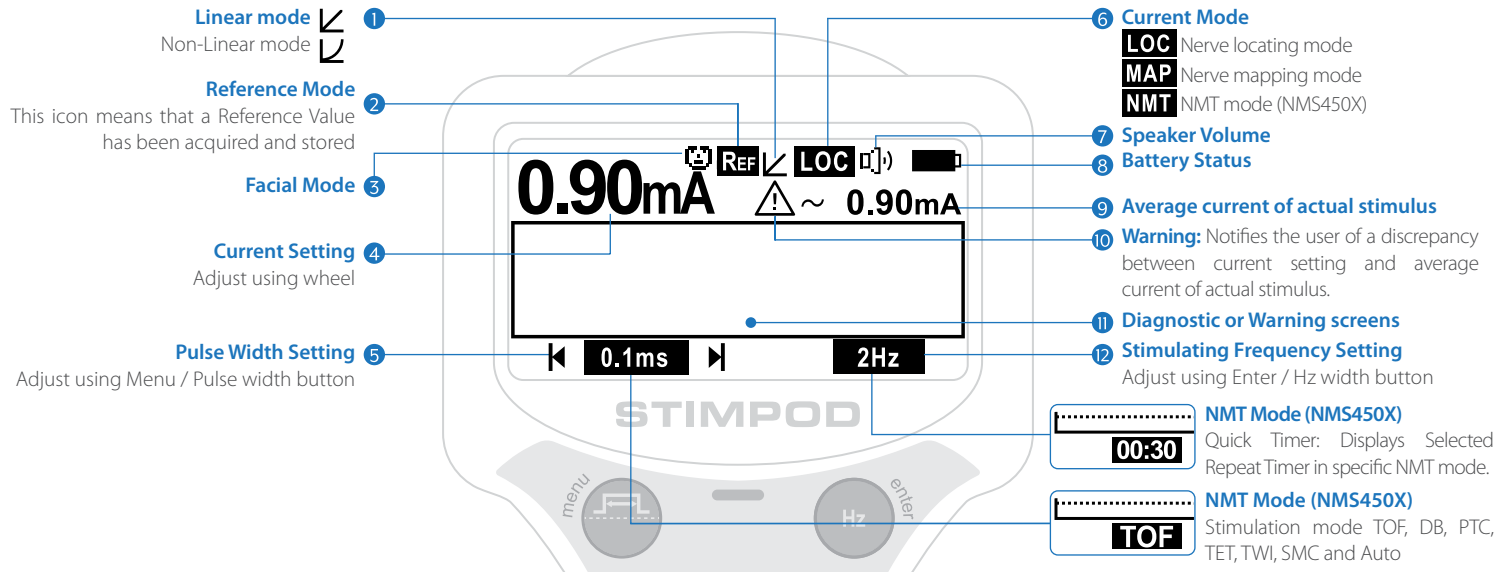 Linear mode
Non-Linear mode
1
Reference Mode
This icon means that a Reference Value
has been acquired and stored
2
Facial Mode 3
Current Setting 4
Adjust using wheel
Pulse Width Setting 5
Adjust using Menu / Pulse width button
6 Current Mode
LOC Nerve locating mode
MAP Nerve mapping mode
NMT NMT mode (NMS450X)
7 Speaker Volume
8 Battery Status
9 Average current of actual stimulus
10 Warning: Notifies the user of a discrepancy
between current setting and average
current of actual stimulus.
11 Diagnostic or Warning screens
12 Stimulating Frequency Setting
Adjust using Enter / Hz width button
NMT Mode (NMS450X)
00:30
Quick Timer: Displays Selected
Repeat Timer in specific NMT mode.
NMT Mode (NMS450X)
TOF
Stimulation mode TOF, DB, PTC,
TET, TWI, SMC and Auto
REF LOC
0.90mA
~ 0.90mA
0.1ms
2Hz
STIMPOD
menu
enter
Hz